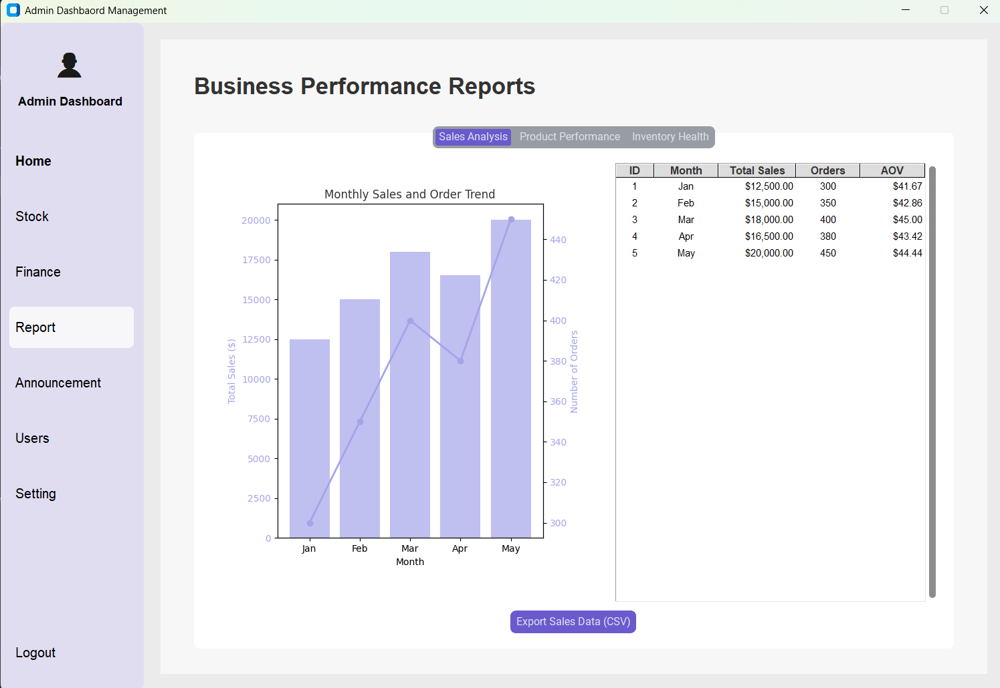 Admin Dashbaord Management
Admin Dashboard
Home
Stock
Finance
Report
Announcement
Users
Setting
Logout
Business Performance Reports
Sales Analysis Product Performance Inventory Health
Monthly Sales and Order Trend
Total Sales ($)
20000
17500
15000
12500
10000
7500
5000
2500
0
Jan Feb Mar Apr May
Month
440
420
400
380
360
340
320
300
Number of Orders
ID Month Total Sales Orders AOV
1 Jan $12,500.00 300 $41.67
2 Feb $15,000.00 350 $42.86
3 Mar $18,000.00 400 $45.00
4 Apr $16,500.00 380 $43.42
5 May $20,000.00 450 $44.44
Export Sales Data (CSV)